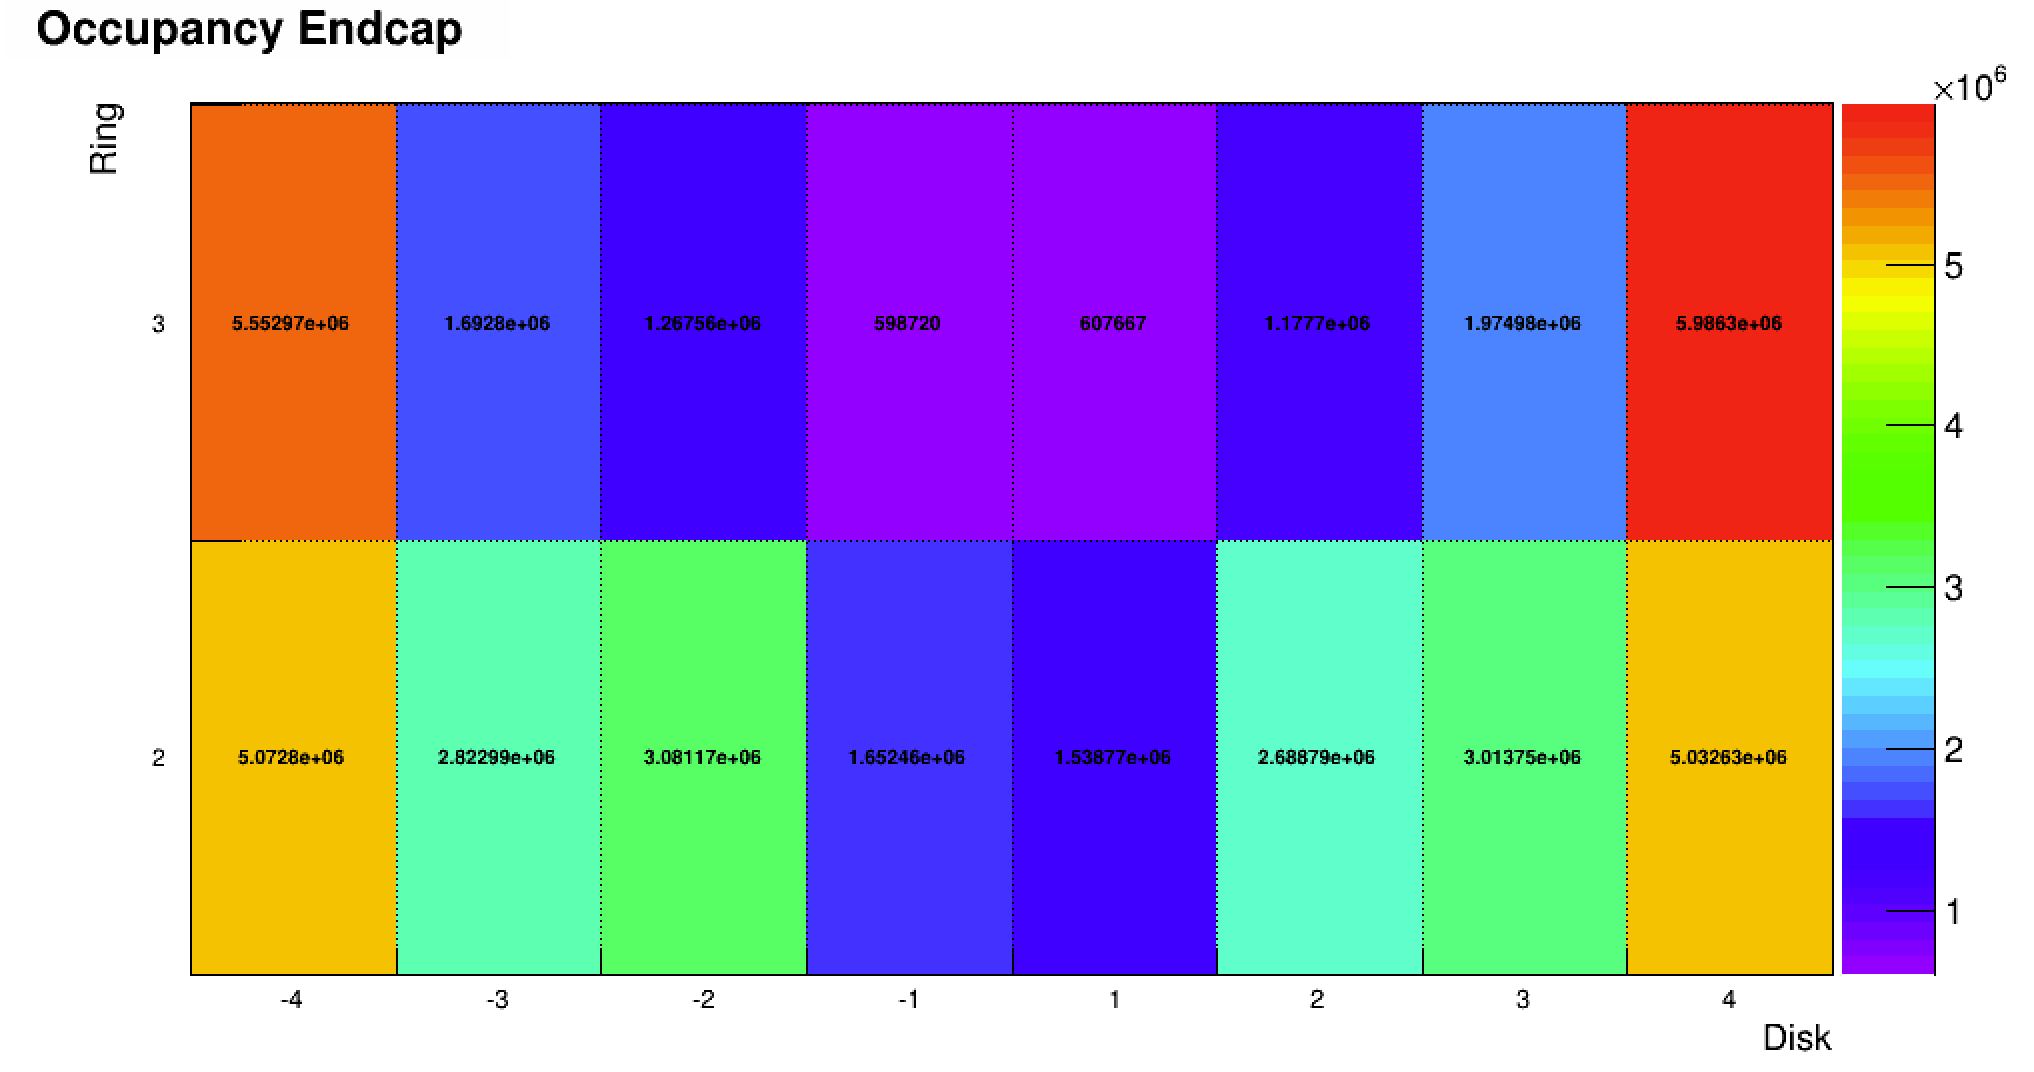 Occupancy Endcap
×10^6
Ring
3
5.55297e+06 1.6928e+06 1.26756e+06 598720 607667 1.1777e+06 1.97498e+06 5.9863e+06
2
5.0728e+06 2.82299e+06 3.08117e+06 1.65246e+06 1.53877e+06 2.68879e+06 3.01375e+06 5.03263e+06
-4 -3 -2 -1 1 2 3 4
Disk
5
4
3
2
1